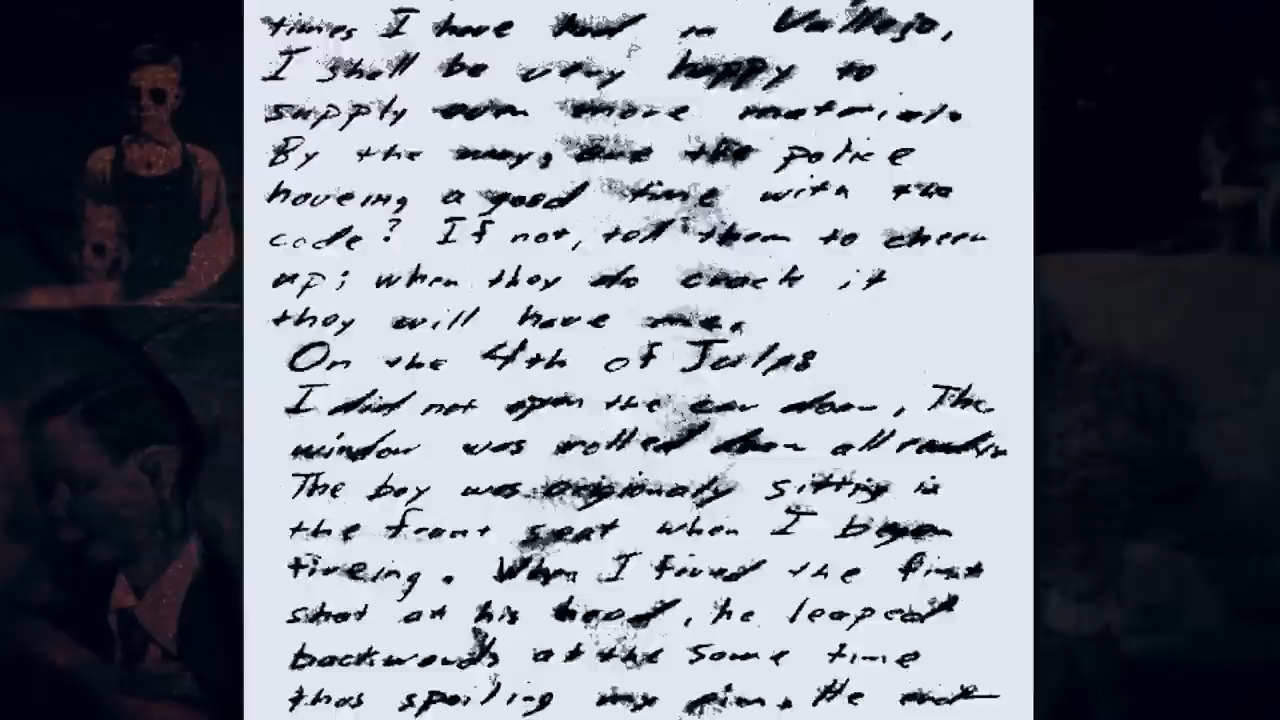 times I have had in Vallejo,
I shall be very happy to
supply even more material.
By the way, are the police
haveing a good time with the
code? If not, tell them to cheer
up; when they do crack it
they will have me.
On the 4th of July:
I did not open the car door, The
window was rolled down all ready
The boy was origionaly sitting in
the front seat when I began
fireing. When I fired the first
shot at his head, he leaped
backwards at the same time
thus spoiling my aim. He